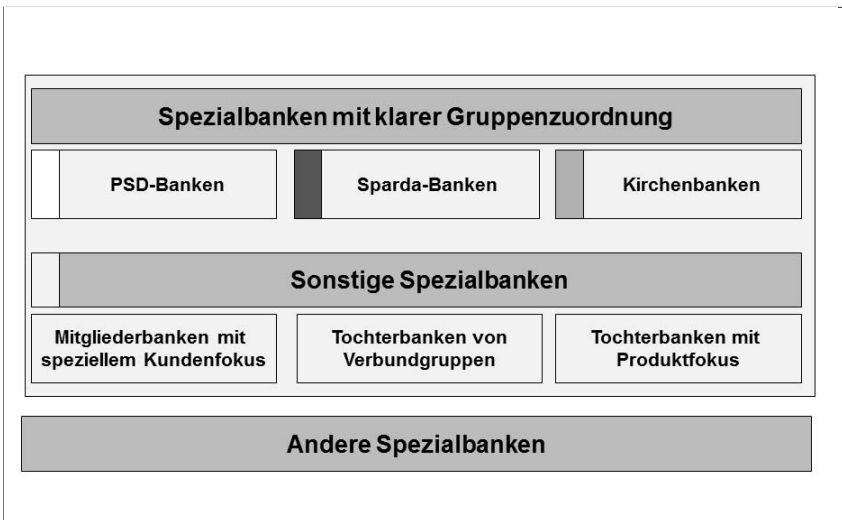 Spezialbanken mit klarer Gruppenzuordnung
PSD-Banken
Sparda-Banken
Kirchenbanken
Sonstige Spezialbanken
Mitgliederbanken mit
speziellem Kundenfokus
Tochterbanken von
Verbundgruppen
Tochterbanken mit
Produktfokus
Andere Spezialbanken